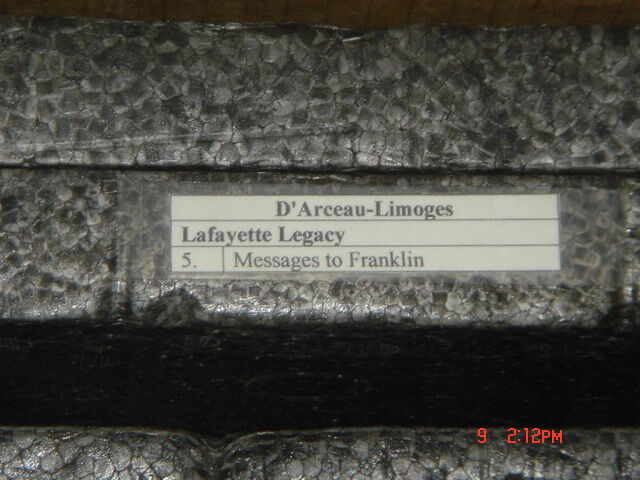 D'Arceau-Limoges
Lafayette Legacy
5. Messages to Franklin
9 2:12PM